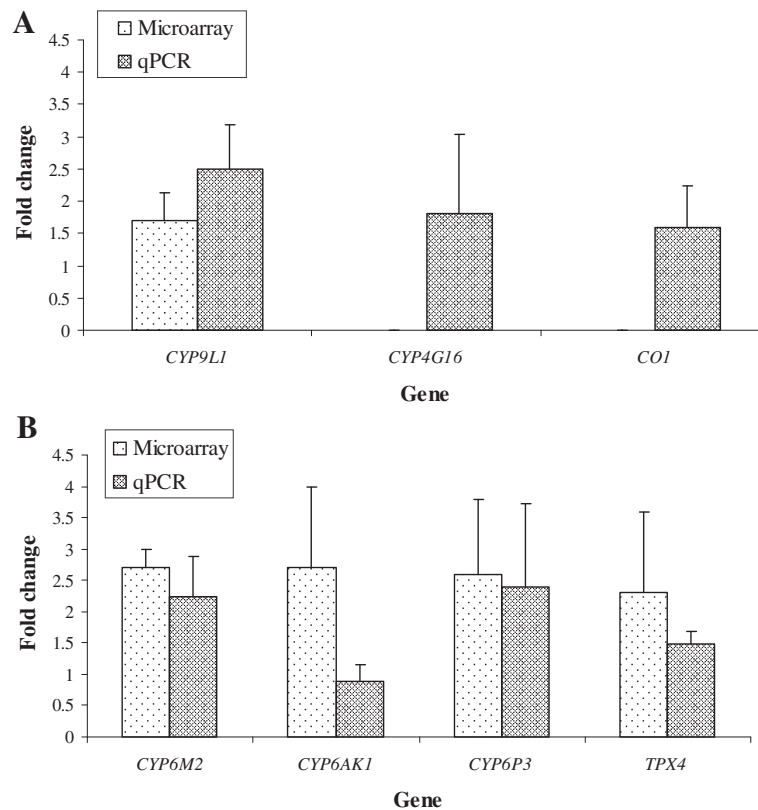 A
Microarray
qPCR
4.5
4
3.5
3
2.5
2
1.5
1
0.5
0
Fold change
CYP9L1 CYP4G16 CO1
Gene
B
Microarray
qPCR
4.5
4
3.5
3
2.5
2
1.5
1
0.5
0
Fold change
CYP6M2 CYP6AK1 CYP6P3 TPX4
Gene